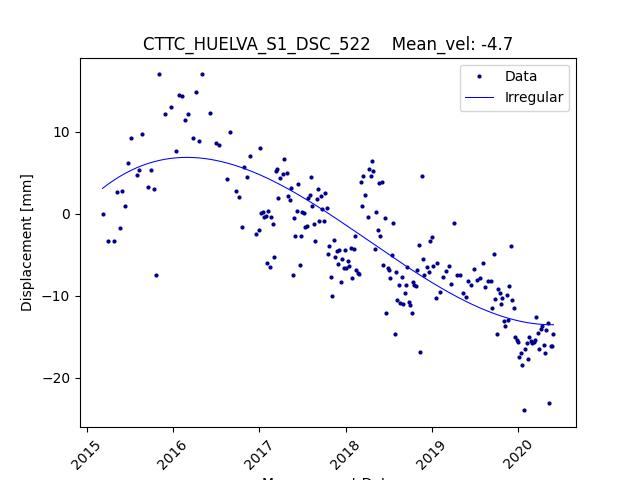 CTTC_HUELVA_S1_DSC_522    Mean_vel: -4.7
Data
Irregular
10
0
−10
−20
Displacement [mm]
2015
2016
2017
2018
2019
2020